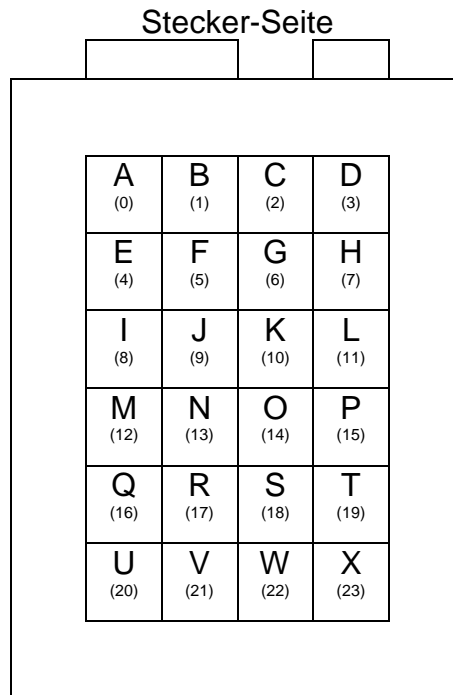 Stecker-Seite
A B C D
(0) (1) (2) (3)
E F G H
(4) (5) (6) (7)
I J K L
(8) (9) (10) (11)
M N O P
(12) (13) (14) (15)
Q R S T
(16) (17) (18) (19)
U V W X
(20) (21) (22) (23)